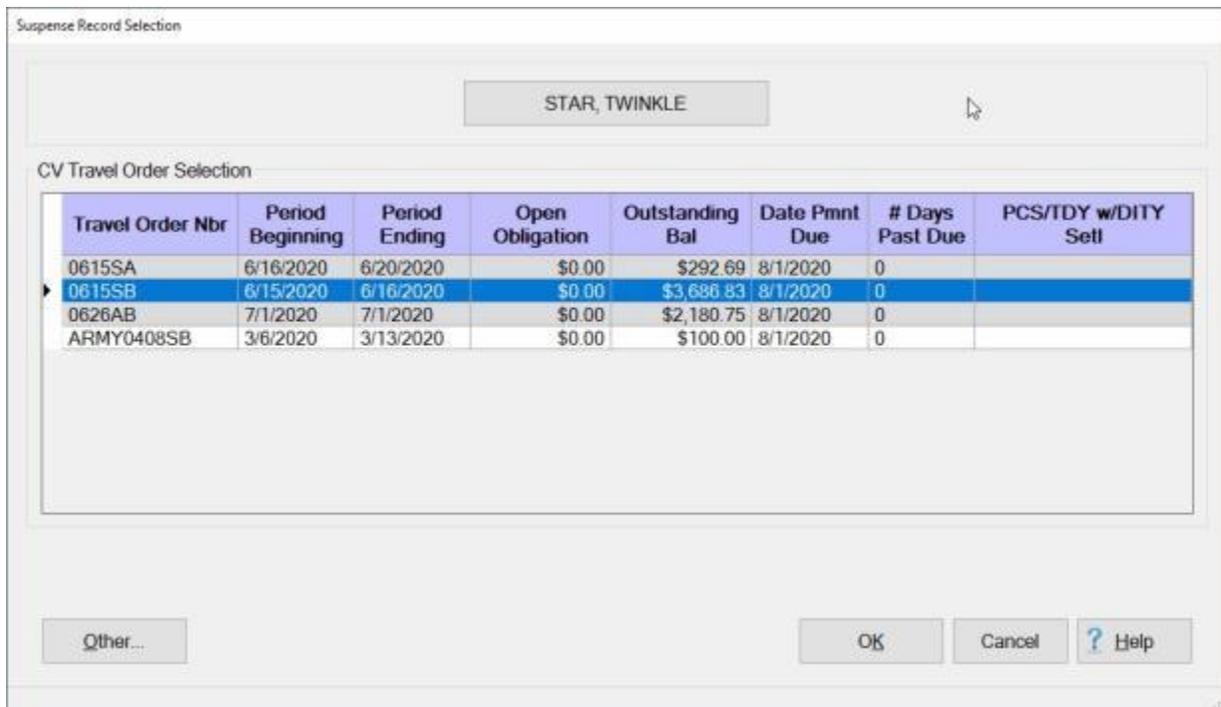 Suspense Record Selection
STAR, TWINKLE
CV Travel Order Selection
Travel Order Nbr Period Beginning Period Ending Open Obligation Outstanding Bal Date Pmnt Due # Days Past Due PCS/TDY w/DITY Setl
0615SA 6/16/2020 6/20/2020 $0.00 $292.69 8/1/2020 0
0615SB 6/15/2020 6/16/2020 $0.00 $3,686.83 8/1/2020 0
0626AB 7/1/2020 7/1/2020 $0.00 $2,180.75 8/1/2020 0
ARMY0408SB 3/6/2020 3/13/2020 $0.00 $100.00 8/1/2020 0
Other... OK Cancel ? Help